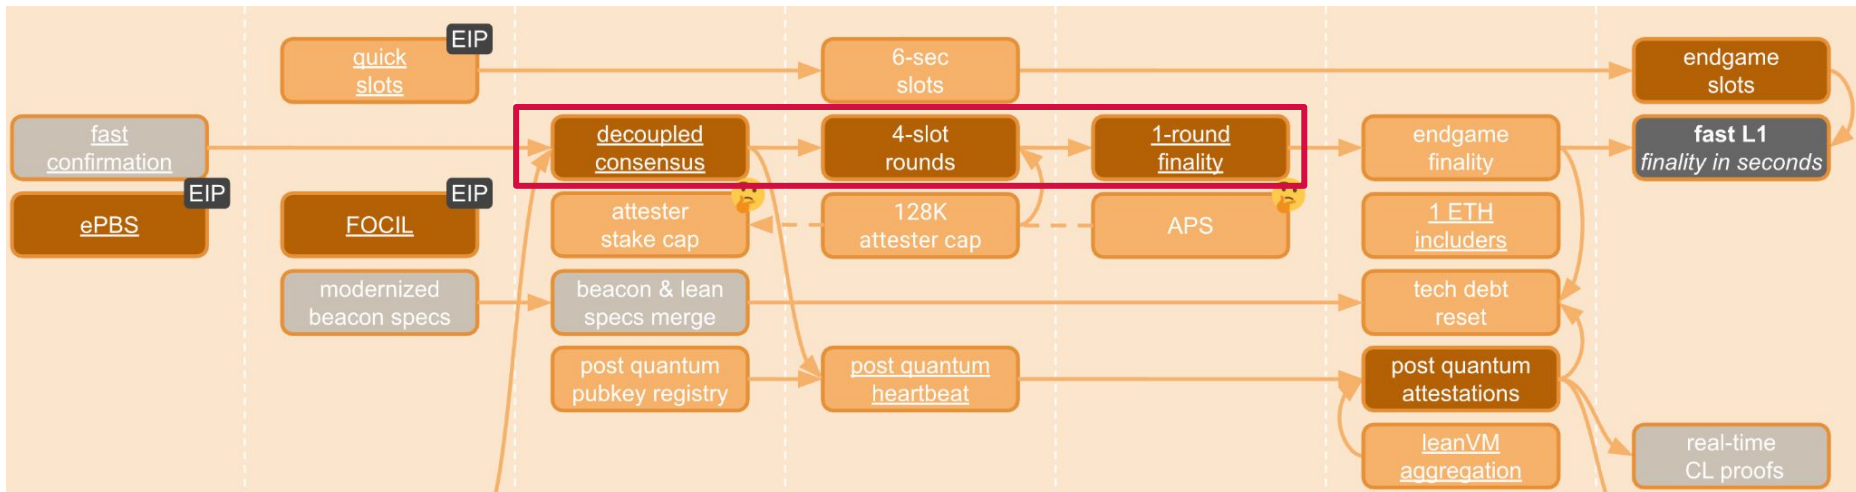 EIP
quick
slots
6-sec
slots
endgame
slots
fast
confirmation
decoupled
consensus
4-slot
rounds
1-round
finality
endgame
finality
fast L1
finality in seconds
EIP
ePBS
EIP
FOCIL
attester
stake cap
128K
attester cap
APS
1 ETH
includers
modernized
beacon specs
beacon & lean
specs merge
tech debt
reset
post quantum
pubkey registry
post quantum
heartbeat
post quantum
attestations
leanVM
aggregation
real-time
CL proofs